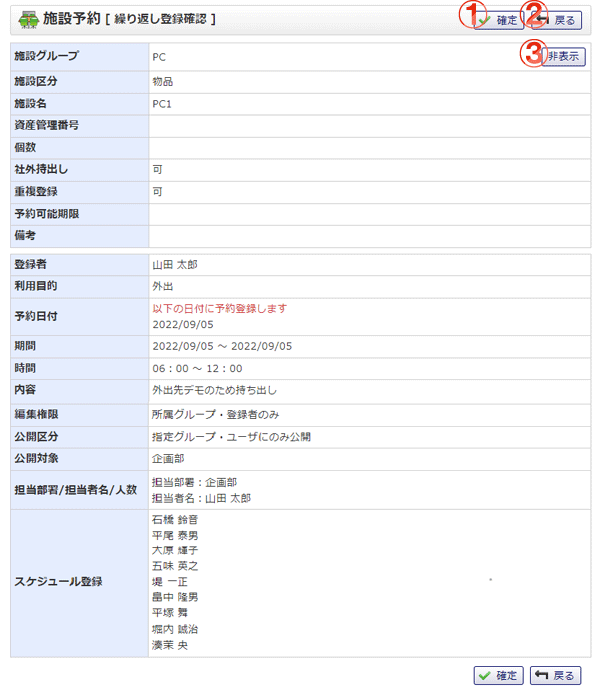 施設予約 [ 繰り返し登録確認 ] ① 確定 ② 戻る
施設グループ PC ③ 非表示
施設区分 物品
施設名 PC1
資産管理番号
個数
社外持出し 可
重複登録 可
予約可能期限
備考
登録者 山田 太郎
利用目的 外出
予約日付 以下の日付に予約登録します
2022/09/05
期間 2022/09/05 ～ 2022/09/05
時間 06：00 ～ 12：00
内容 外出先デモのため持ち出し
編集権限 所属グループ・登録者のみ
公開区分 指定グループ・ユーザにのみ公開
公開対象 企画部
担当部署/担当者名/人数 担当部署：企画部
担当者名：山田 太郎
スケジュール登録 石橋 鈴音
平尾 泰男
大原 輝子
五味 英之
堤 一正
畠中 隆男
平塚 舞
堀内 誠治
湊茉 央
確定 戻る